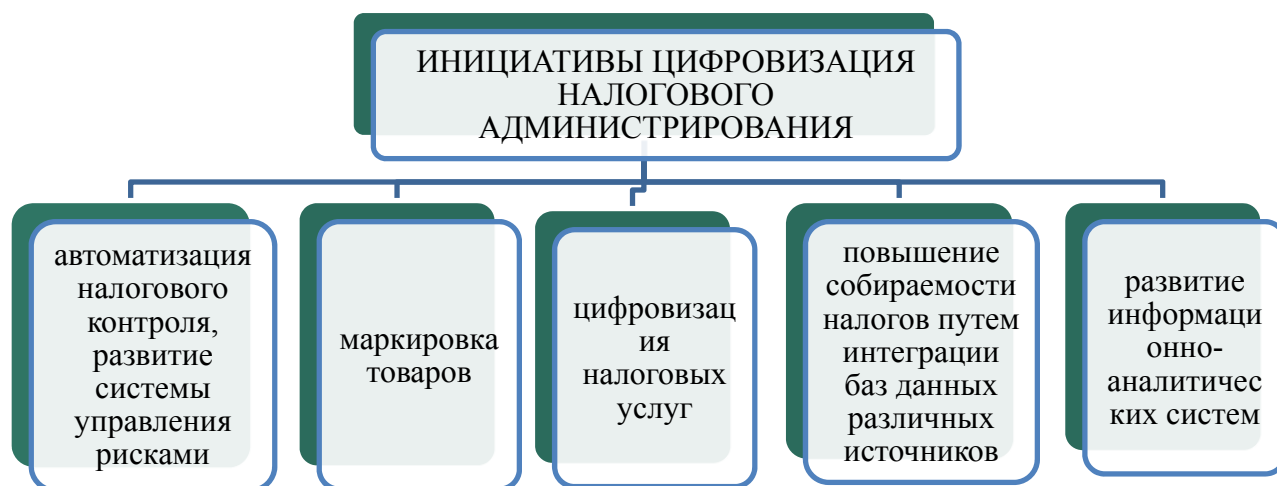 ИНИЦИАТИВЫ ЦИФРОВИЗАЦИЯ
НАЛОГОВОГО
АДМИНИСТРИРОВАНИЯ
автоматизация
налогового
контроля,
развитие
системы
управления
рисками
маркировка
товаров
цифровизац
ия
налоговых
услуг
повышение
собираемости
налогов путем
интеграции
баз данных
различных
источников
развитие
информаци
онно-
аналитичес
ких систем